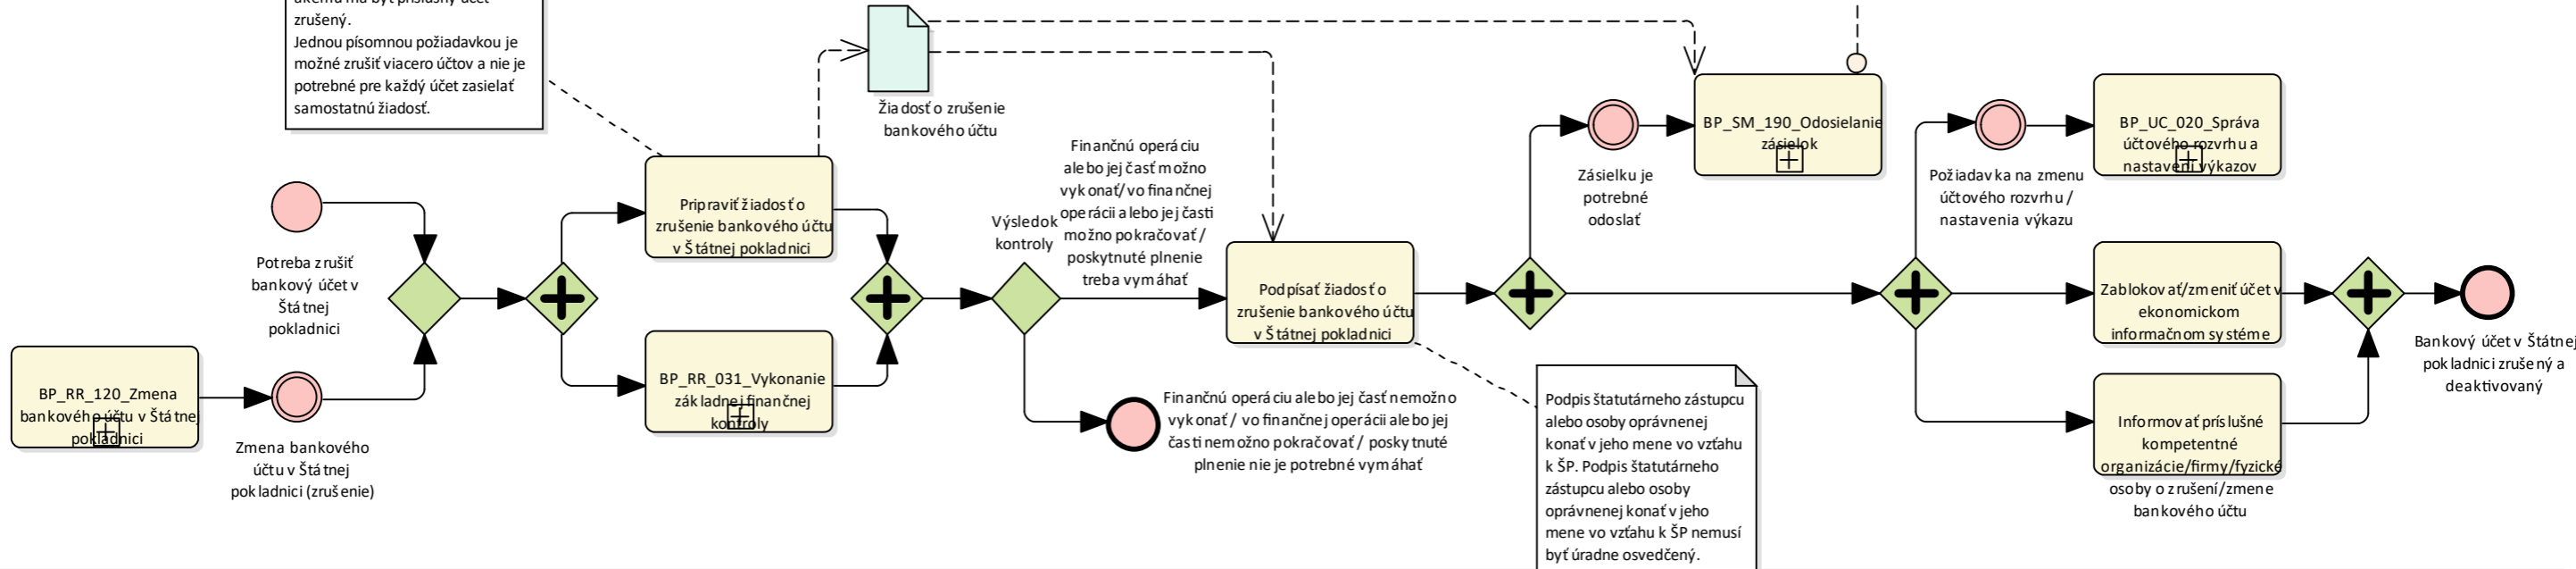 zrušený.
Jednou písomnou požiadavkou je
možné zrušiť viacero účtov a nie je
potrebné pre každý účet zasielať
samostatnú žiadosť.
Žiadosť o zrušenie
bankového účtu
Potreba zrušiť
bankový účet v
Štátnej
pokladnici
BP_RR_120_Zmena
bankového účtu v Štátnej
pokladnici
Zmena bankového
účtu v Štátnej
pokladnici (zrušenie)
Pripraviť žiadosť o
zrušenie bankového účtu
v Štátnej pokladnici
BP_RR_031_Vykonanie
základnej finančnej
kontroly
Výsledok
kontroly
Finančnú operáciu
alebo jej časť možno
vykonať/ vo finančnej
operácii alebo jej časti
možno pokračovať /
poskytnuté plnenie
treba vymáhať
Finančnú operáciu alebo jej časť nemožno
vykonať / vo finančnej operácii alebo jej
časti nemožno pokračovať / poskytnuté
plnenie nie je potrebné vymáhať
Podpísať žiadosť o
zrušenie bankového účtu
v Štátnej pokladnici
Podpis štatutárneho zástupcu
alebo osoby oprávnenej
konať v jeho mene vo vzťahu
k ŠP. Podpis štatutárneho
zástupcu alebo osoby
oprávnenej konať v jeho
mene vo vzťahu k ŠP nemusí
byť úradne osvedčený.
Zásielku je
potrebné
odoslať
BP_SM_190_Odosielanie
zásielok
Požiadavka na zmenu
účtového rozvrhu /
nastavenia výkazu
BP_UC_020_Správa
účtového rozvrhu a
nastavení výkazov
Zablokovať/zmeniť účet v
ekonomickom
informačnom systéme
Informovať príslušné
kompetentné
organizácie/firmy/fyzické
osoby o zrušení/zmene
bankového účtu
Bankový účet v Štátnej
pokladnici zrušený a
deaktivovaný